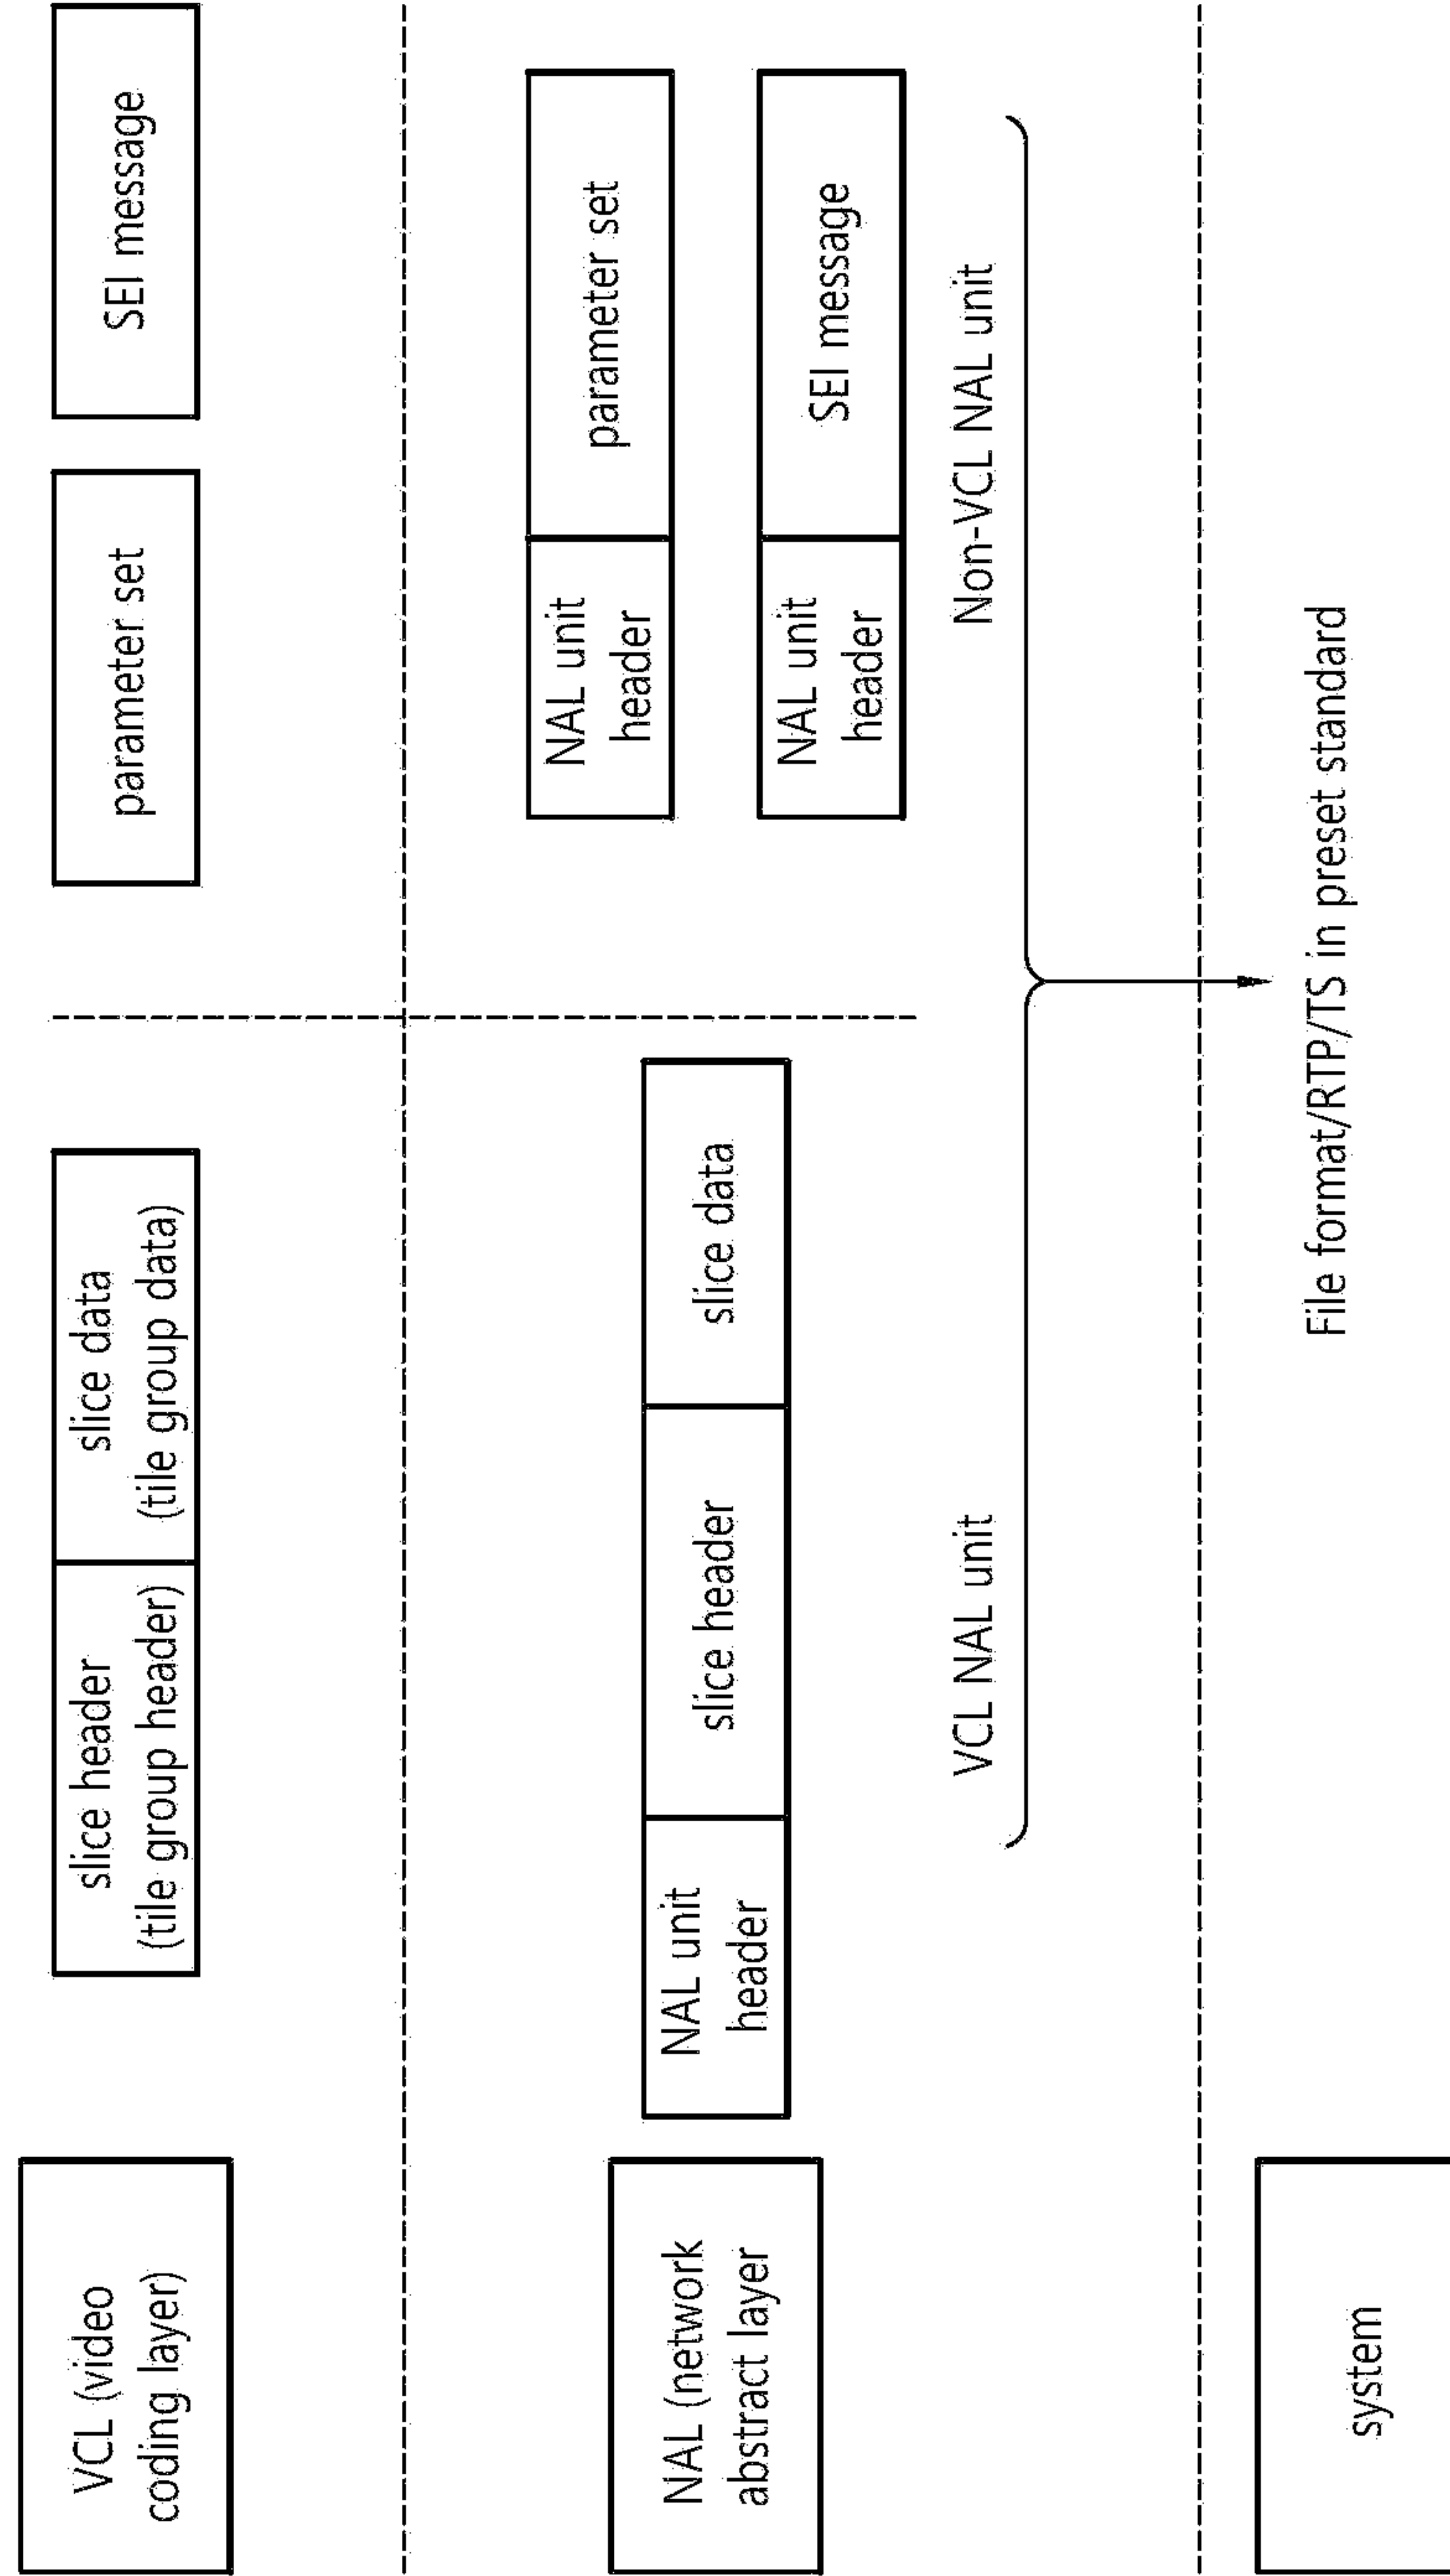 VCL (video
coding layer)
slice header
(tile group header)
slice data
(tile group data)
parameter set
SEI message
NAL (network
abstract layer
NAL unit
header
slice header
slice data
NAL unit
header
parameter set
NAL unit
header
SEI message
VCL NAL unit
Non-VCL NAL unit
system
File format/RTP/TS in preset standard